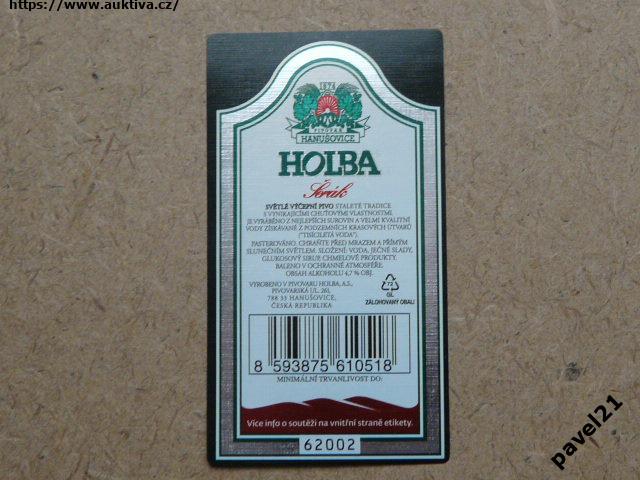 https://www.auktiva.cz/
1874
PIVOVAR
HANUŠOVICE
HOLBA
Šerák
SVĚTLÉ VÝČEPNÍ PIVO STALETÉ TRADICE
S VYNIKAJÍCÍMI CHUŤOVÝMI VLASTNOSTMI.
JE VYRÁBĚNO Z NEJLEPŠÍCH SUROVIN A VELMI KVALITNÍ
VODY ZÍSKÁVANÉ Z PODZEMNÍCH KRASOVÝCH ÚTVARŮ
("TISÍCILETÁ VODA").
PASTEROVÁNO. CHRAŇTE PŘED MRAZEM A PŘÍMÝM
SLUNEČNÍM SVĚTLEM. SLOŽENÍ: VODA, JEČNÉ SLADY,
GLUKOSOVÝ SIRUP, CHMELOVÉ PRODUKTY.
BALENO V OCHRANNÉ ATMOSFÉŘE.
OBSAH ALKOHOLU 4,7 % OBJ.
VYROBENO V PIVOVARU HOLBA, A.S.,
PIVOVARSKÁ UL. 261,
788 33 HANUŠOVICE,
ČESKÁ REPUBLIKA
72
GL
ZÁLOHOVANÝ OBAL!
8 593875 610518
MINIMÁLNÍ TRVANLIVOST DO:
Více info o soutěži na vnitřní straně etikety.
62002
pavel21